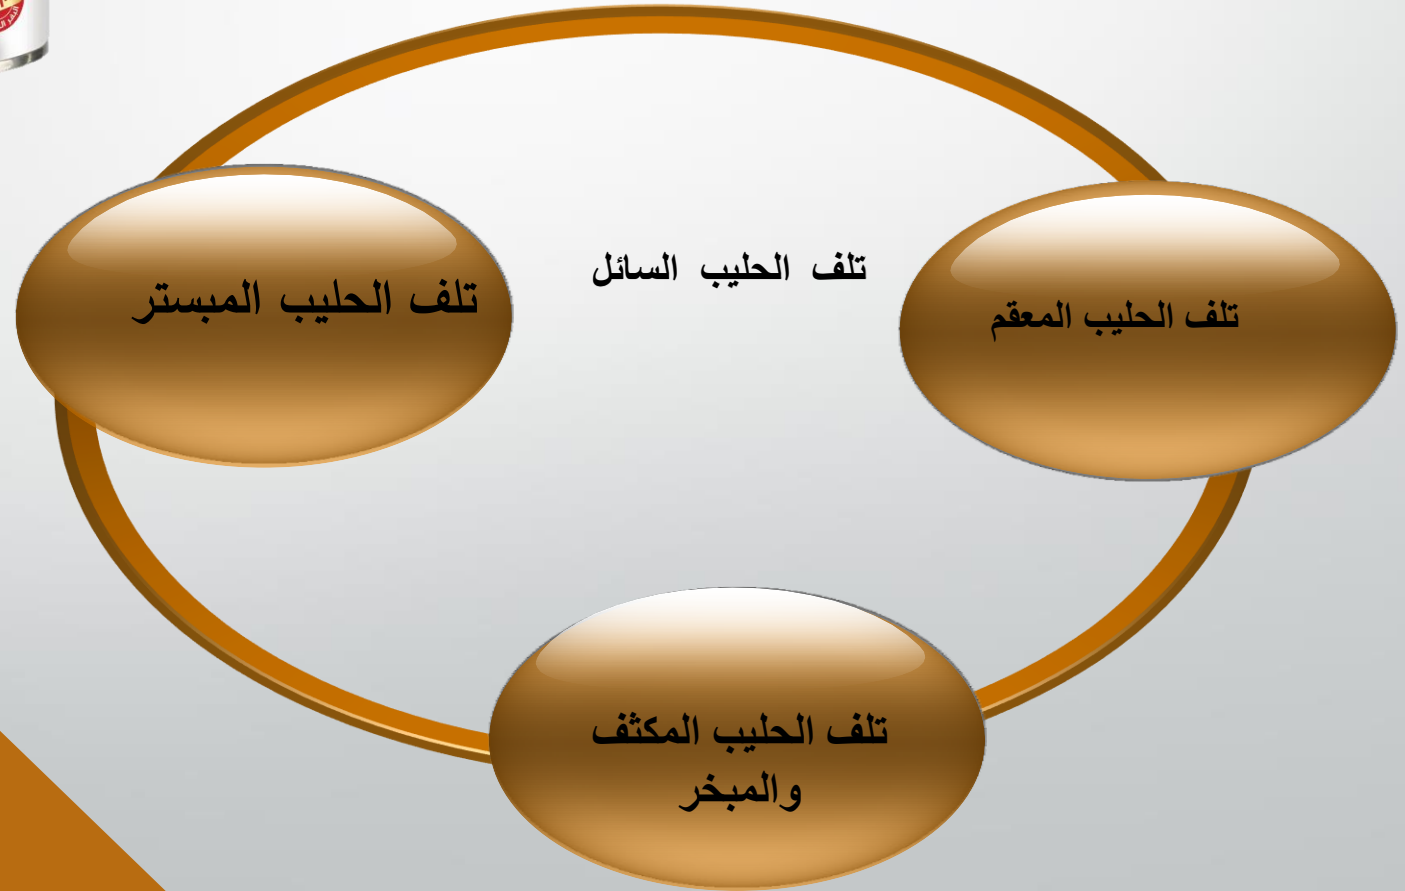 تلف الحليب السائل
تلف الحليب المعقم
تلف الحليب المبستر
تلف الحليب المكثف
والمبخر